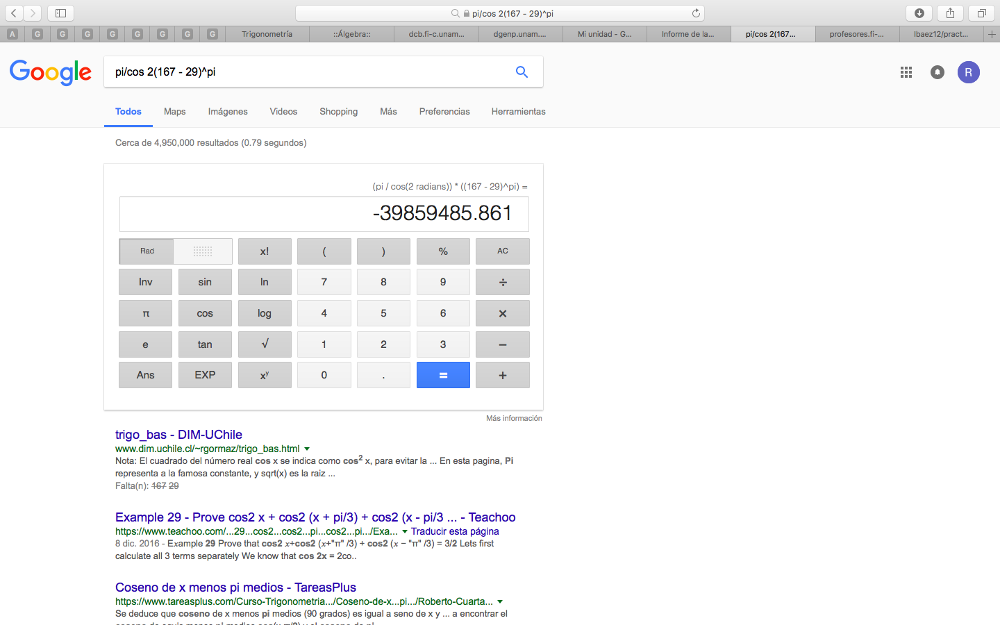 pi/cos 2(167 - 29)^pi
A G G G G G G G G Trigonometría ::Álgebra:: dcb.fi-c.unam... dgenp.unam.... Mi unidad - G... Informe de la... pi/cos 2(167... profesores.fi-... lbaez12/pract...
Google pi/cos 2(167 - 29)^pi R
Todos Maps Imágenes Videos Shopping Más Preferencias Herramientas
Cerca de 4,950,000 resultados (0.79 segundos)
(pi / cos(2 radians)) * ((167 - 29)^pi) =
-39859485.861
Rad x! ( ) % AC
Inv sin ln 7 8 9 ÷
π cos log 4 5 6 ×
e tan √ 1 2 3 −
Ans EXP xʸ 0 . = +
Más información
trigo_bas - DIM-UChile
www.dim.uchile.cl/~rgormaz/trigo_bas.html
Nota: El cuadrado del número real cos x se indica como cos² x, para evitar la ... En esta pagina, Pi
representa a la famosa constante, y sqrt(x) es la raiz ...
Falta(n): 167 29
Example 29 - Prove cos2 x + cos2 (x + pi/3) + cos2 (x - pi/3 ... - Teachoo
https://www.teachoo.com/...29...cos2...cos2...pi...cos2...pi.../Exa... Traducir esta página
8 dic. 2016 - Example 29 Prove that cos2 𝑥+cos2 (𝑥+"π" /3) + cos2 (𝑥 − "π" /3) = 3/2 Lets first
calculate all 3 terms separately We know that cos 2x = 2co..
Coseno de x menos pi medios - TareasPlus
https://www.tareasplus.com/Curso-Trigonometria.../Coseno-de-x...pi.../Roberto-Cuarta...
Se deduce que coseno de x menos pi medios (90 grados) es igual a seno de x y ... a encontrar el